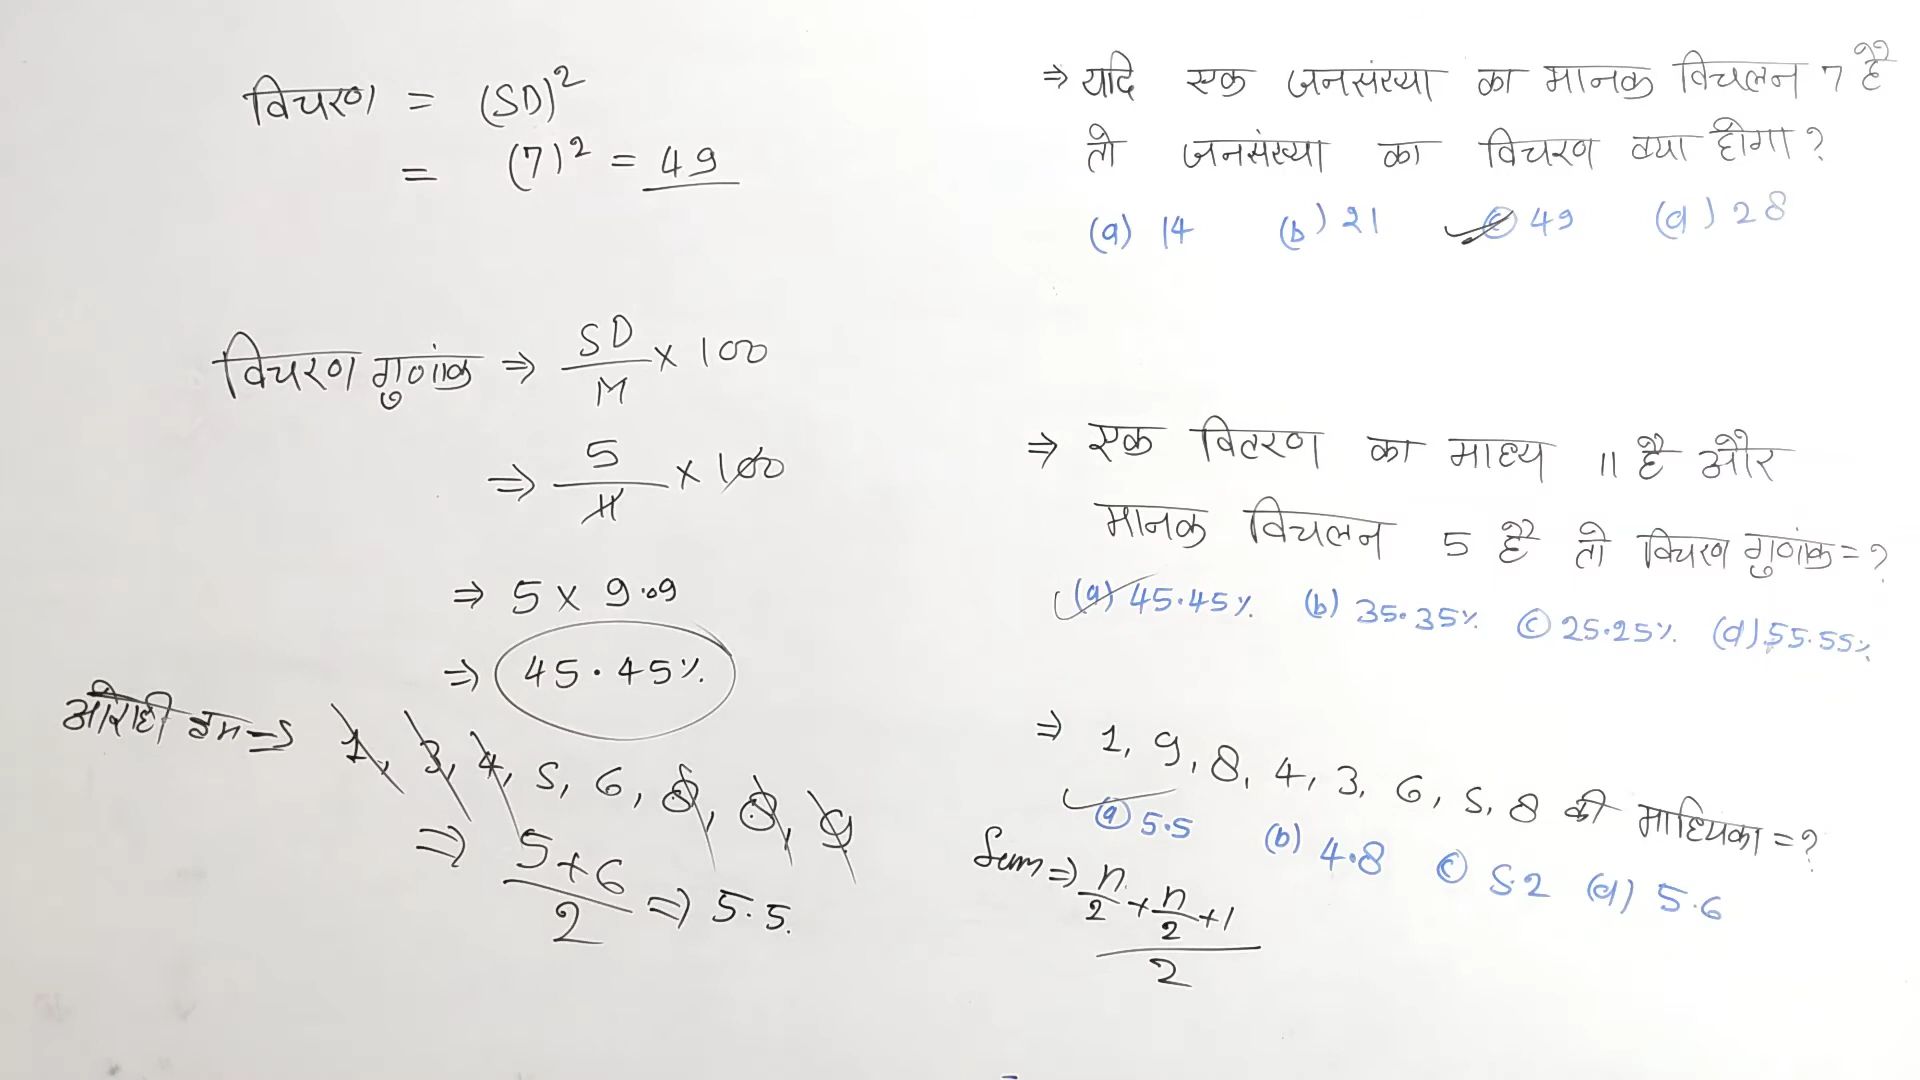 विचरण = (SD)²
= (7)² = 49
विचरण गुणांक ⇒ SD/M × 100
⇒ 5/11 × 100
⇒ 5 × 9.09
⇒ 45.45%
आरोही क्रम → 1, 3, 4, 5, 6, 8, 8, 9
⇒ 5+6/2 ⇒ 5.5.
⇒ यदि एक जनसंख्या का मानक विचलन 7 है
तो जनसंख्या का विचरण क्या होगा?
(a) 14 (b) 21 (c) 49 (d) 28
⇒ एक वितरण का माध्य 11 है और
मानक विचलन 5 है तो विचरण गुणांक = ?
(a) 45.45% (b) 35.35% (c) 25.25% (d) 55.55%
⇒ 1, 9, 8, 4, 3, 6, 5, 8 की माध्यिका = ?
(a) 5.5 (b) 4.8 (c) 5.2 (d) 5.6
Sum ⇒ n/2 + n/2 + 1
2